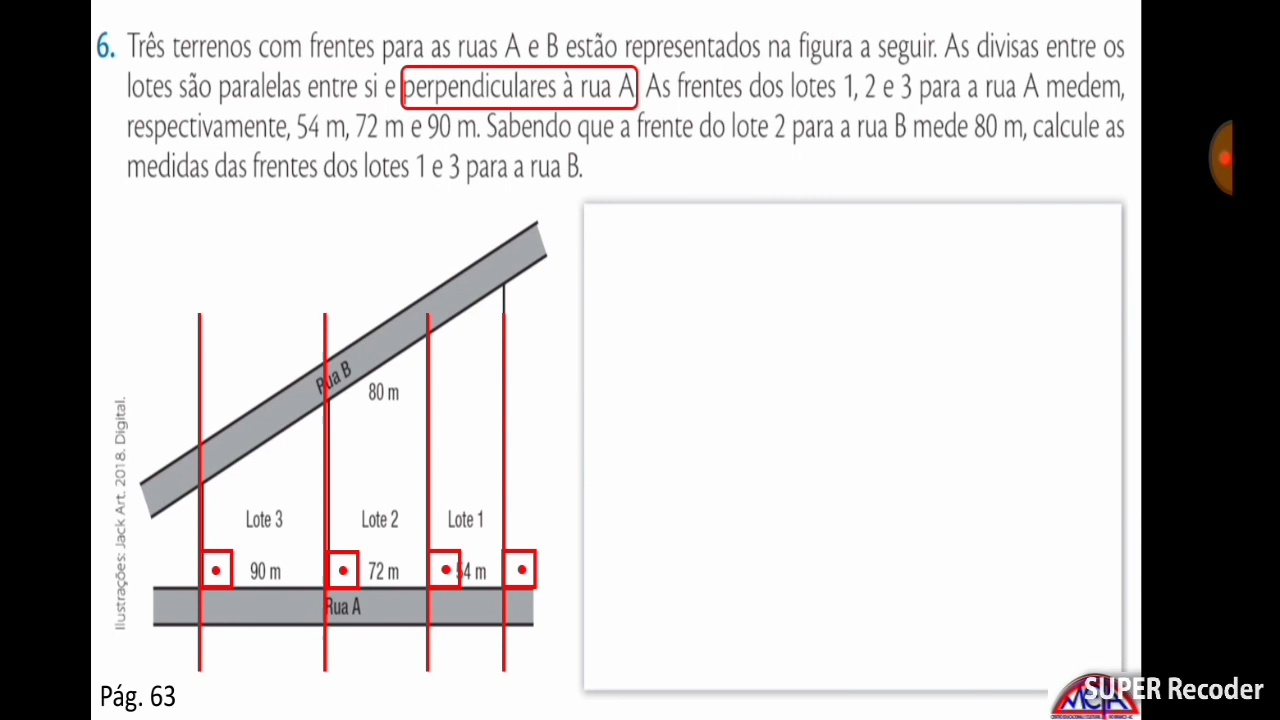 6. Três terrenos com frentes para as ruas A e B estão representados na figura a seguir. As divisas entre os
lotes são paralelas entre si e perpendiculares à rua A. As frentes dos lotes 1, 2 e 3 para a rua A medem,
respectivamente, 54 m, 72 m e 90 m. Sabendo que a frente do lote 2 para a rua B mede 80 m, calcule as
medidas das frentes dos lotes 1 e 3 para a rua B.
Rua B
80 m
Lote 3
Lote 2
Lote 1
90 m
72 m
54 m
Rua A
Ilustrações: Jack Art. 2018. Digital.
Pág. 63
SUPER Recoder